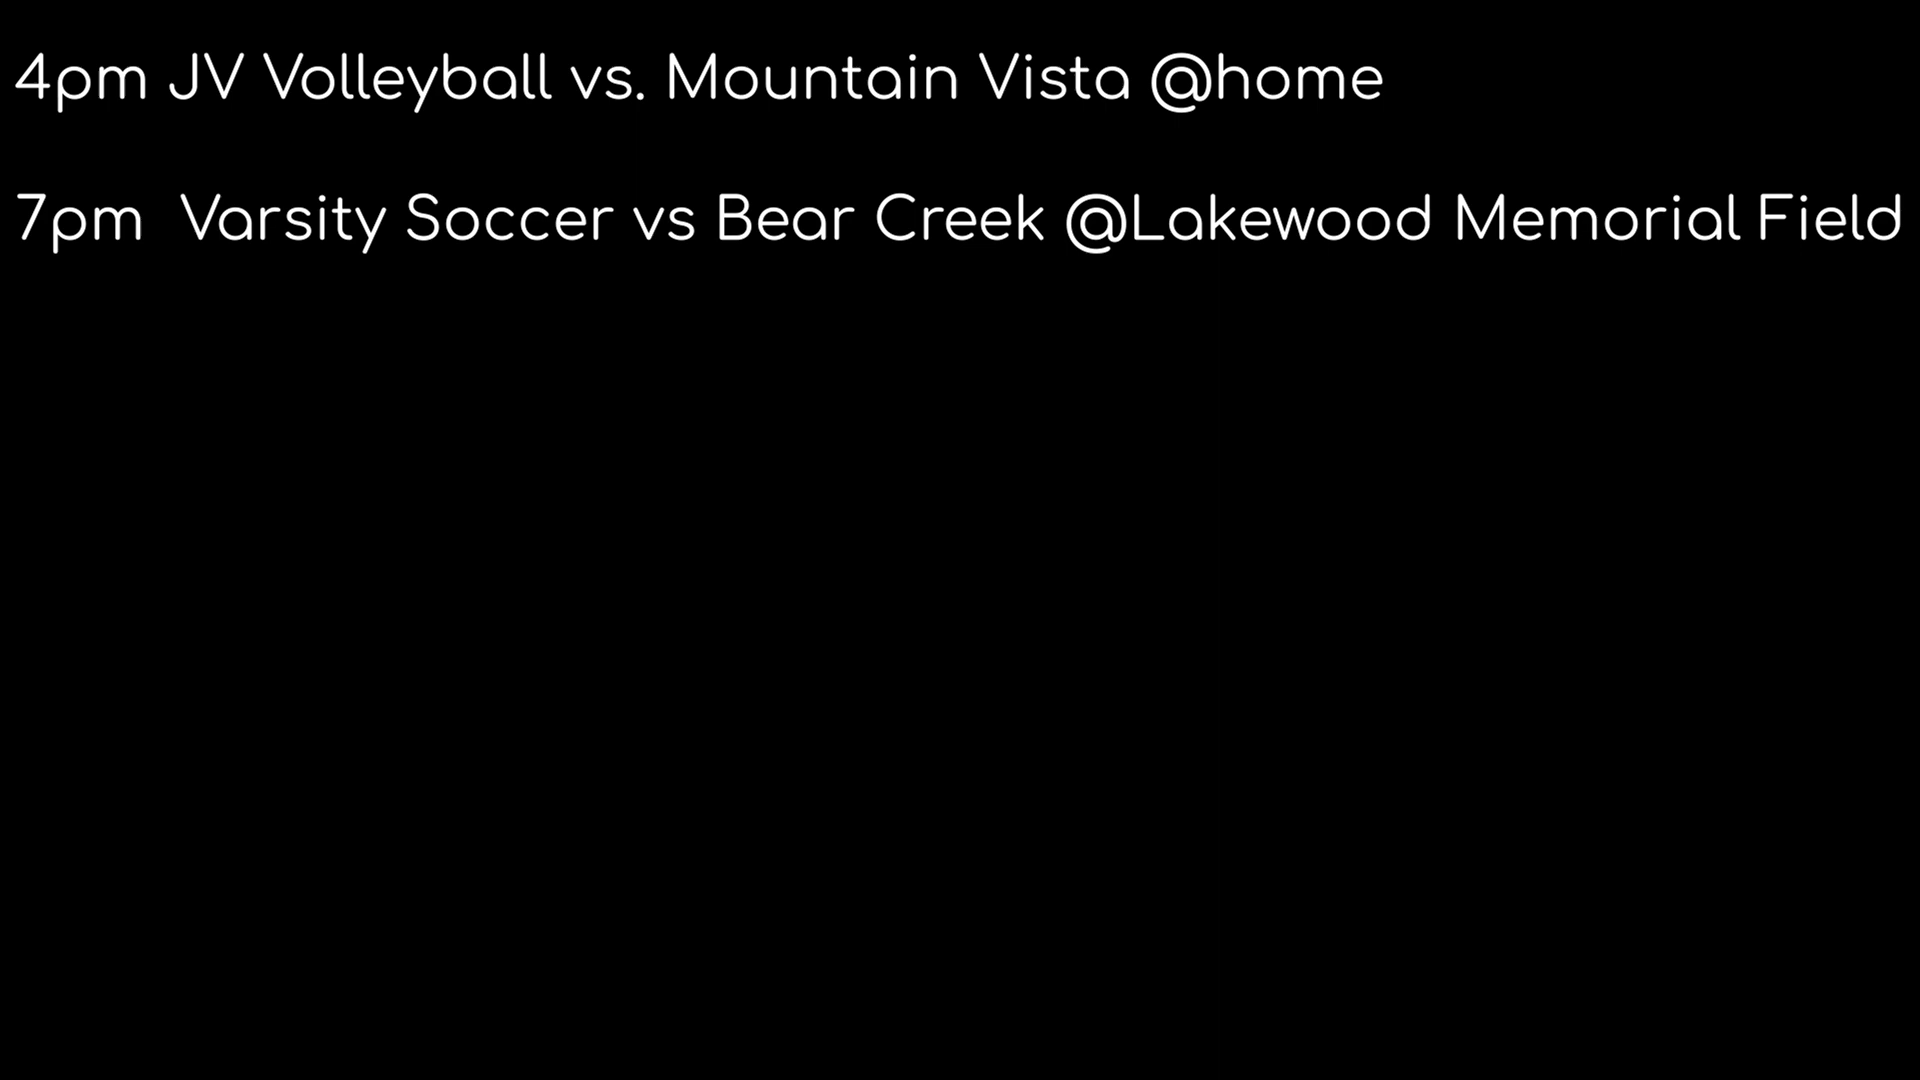 4pm JV Volleyball vs. Mountain Vista @home
7pm  Varsity Soccer vs Bear Creek @Lakewood Memorial Field